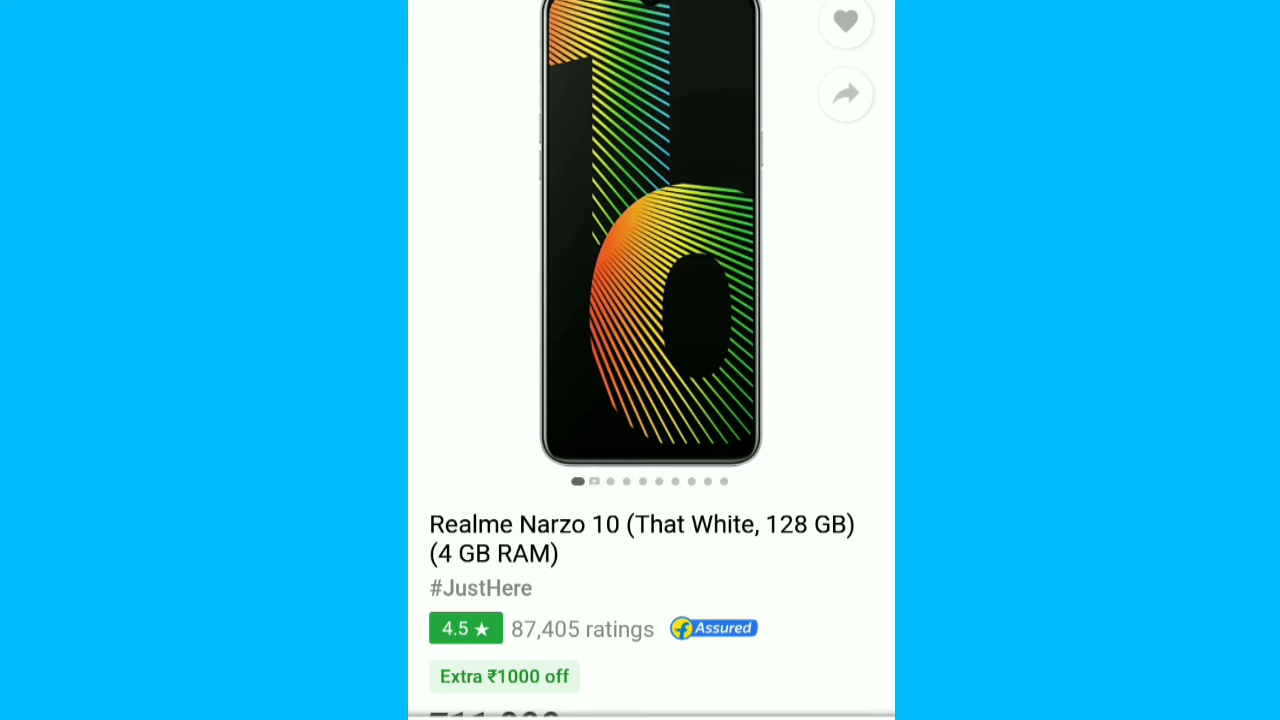 10
Realme Narzo 10 (That White, 128 GB)
(4 GB RAM)
#JustHere
4.5 ★ 87,405 ratings Assured
Extra ₹1000 off